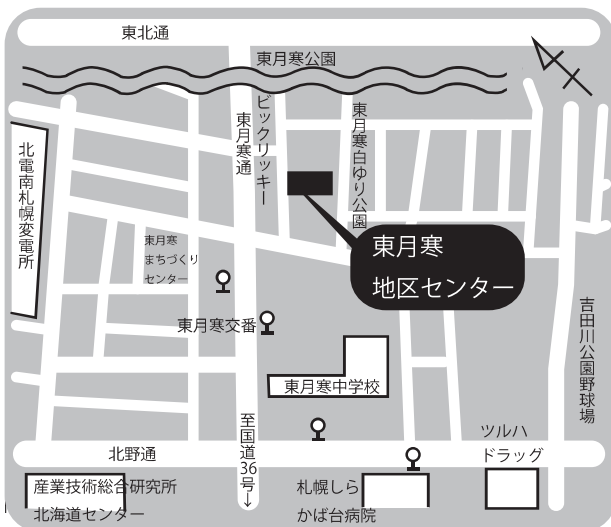 東北通
東月寒公園
ビックリッキー
東月寒通
東月寒白ゆり公園
北電南札幌変電所
東月寒
まちづくり
センター
東月寒
地区センター
東月寒交番
吉田川公園野球場
東月寒中学校
至国道36号→
北野通
ツルハ
ドラッグ
産業技術総合研究所
北海道センター
札幌しら
かば台病院